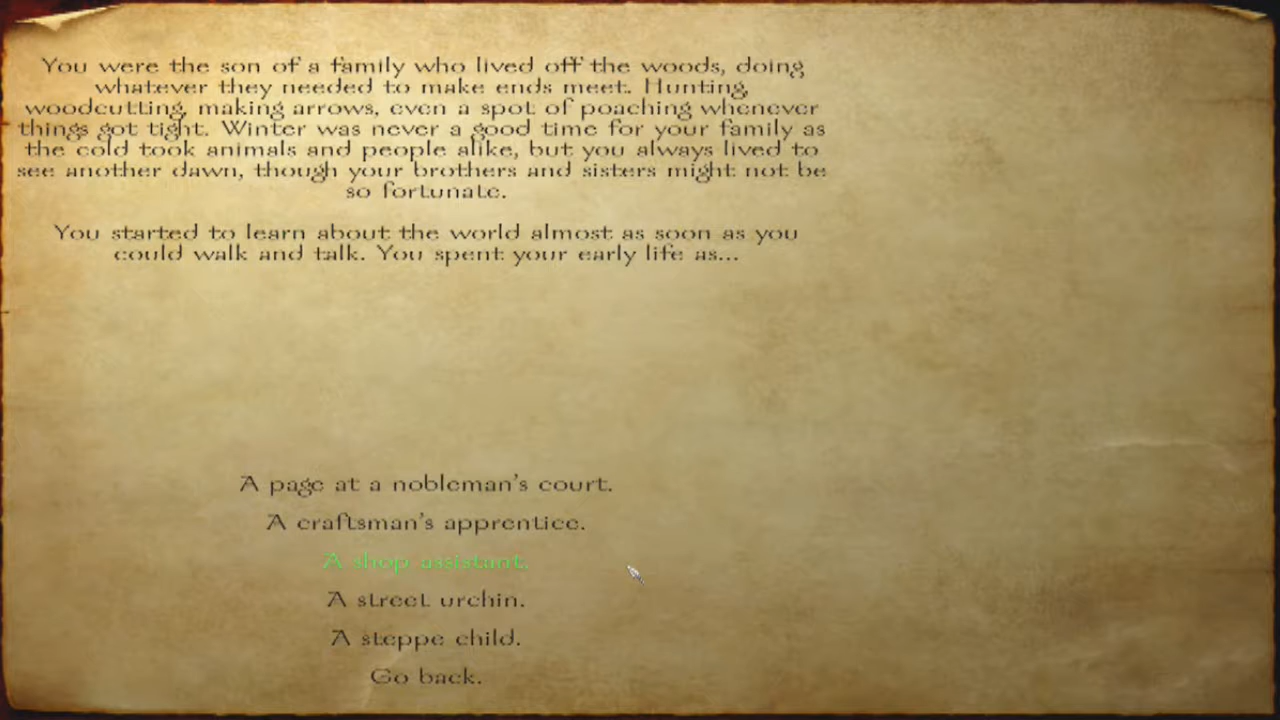 You were the son of a family who lived off the woods, doing
whatever they needed to make ends meet. Hunting,
woodcutting, making arrows, even a spot of poaching whenever
things got tight. Winter was never a good time for your family as
the cold took animals and people alike, but you always lived to
see another dawn, though your brothers and sisters might not be
so fortunate.
You started to learn about the world almost as soon as you
could walk and talk. You spent your early life as...
A page at a nobleman's court.
A craftsman's apprentice.
A shop assistant.
A street urchin.
A steppe child.
Go back.